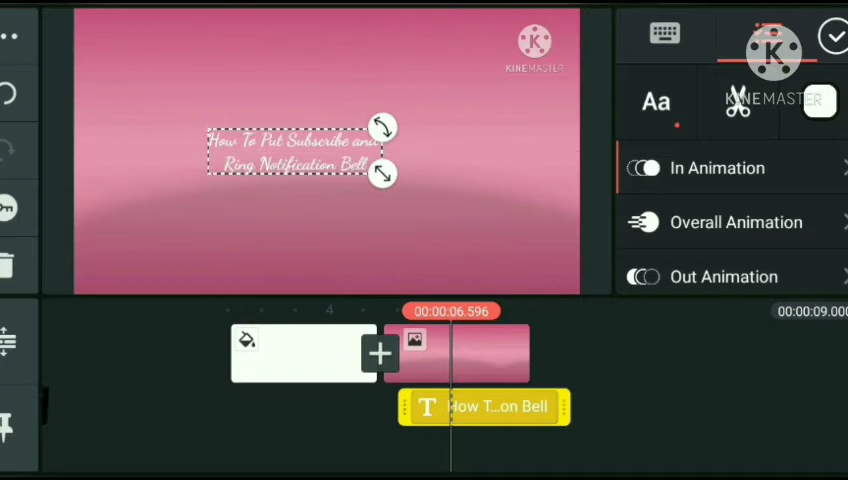 KINEMASTER
How To Put Subscribe and
Ring Notification Bell
K
KINEMASTER
Aa
In Animation
Overall Animation
Out Animation
4
00:00:06.596
00:00:09.000
T
How T...on Bell